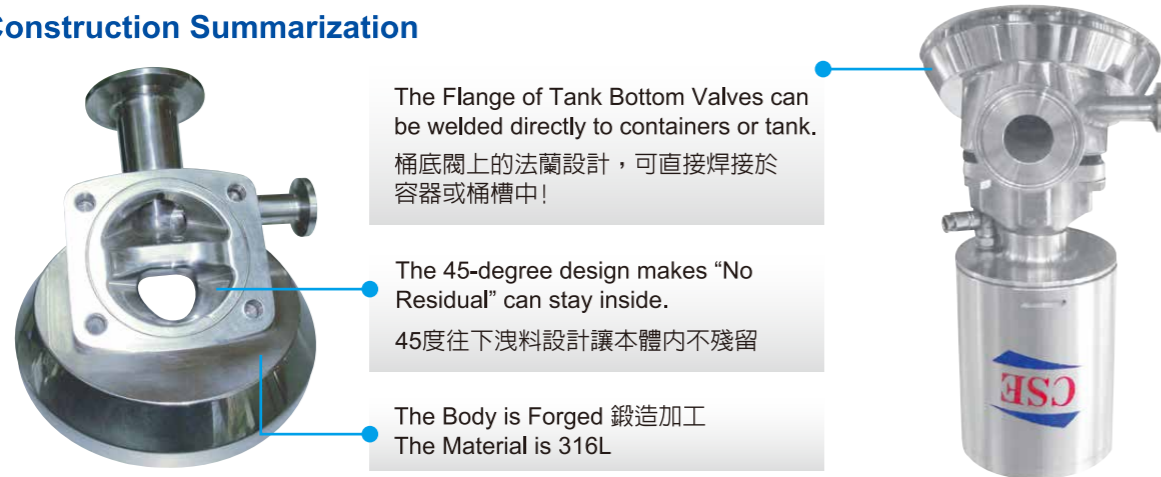 Construction Summarization
The Flange of Tank Bottom Valves can
be welded directly to containers or tank.
桶底閥上的法蘭設計，可直接焊接於
容器或桶槽中!
The 45-degree design makes “No
Residual” can stay inside.
45度往下洩料設計讓本體內不殘留
The Body is Forged 鍛造加工
The Material is 316L
CSE